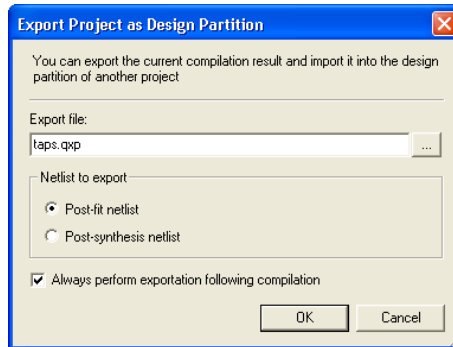 Export Project as Design Partition
You can export the current compilation result and import it into the design
partition of another project
Export file:
taps.qxp
...
Netlist to export
Post-fit netlist
Post-synthesis netlist
Always perform exportation following compilation
OK
Cancel